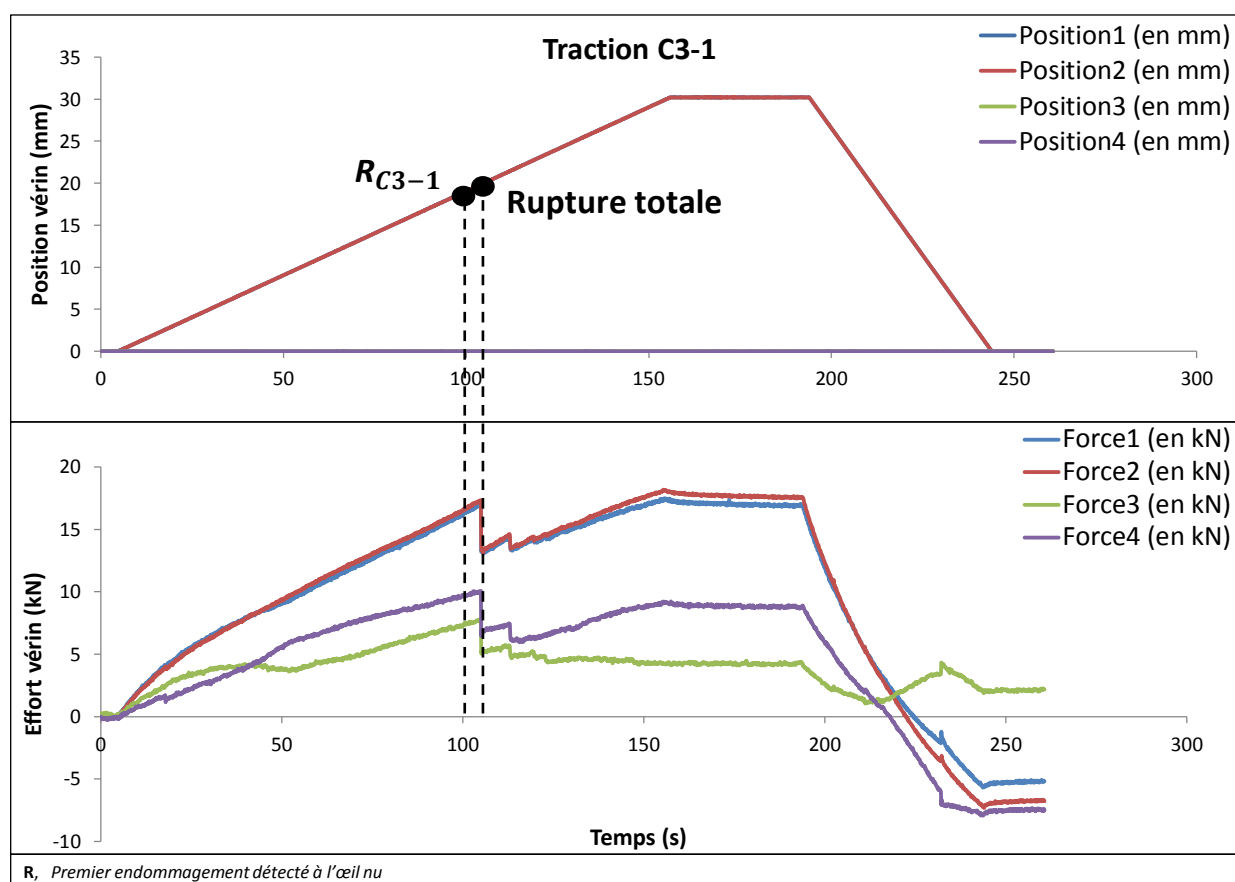 Traction C3-1
Position1 (en mm)
Position2 (en mm)
Position3 (en mm)
Position4 (en mm)
Position vérin (mm)
35
30
25
20
15
10
5
0
R_{C3-1}
Rupture totale
0 50 100 150 200 250 300
Force1 (en kN)
Force2 (en kN)
Force3 (en kN)
Force4 (en kN)
Effort vérin (kN)
20
15
10
5
0
-5
-10
0 50 100 150 200 250 300
Temps (s)
R, Premier endommagement détecté à l’œil nu